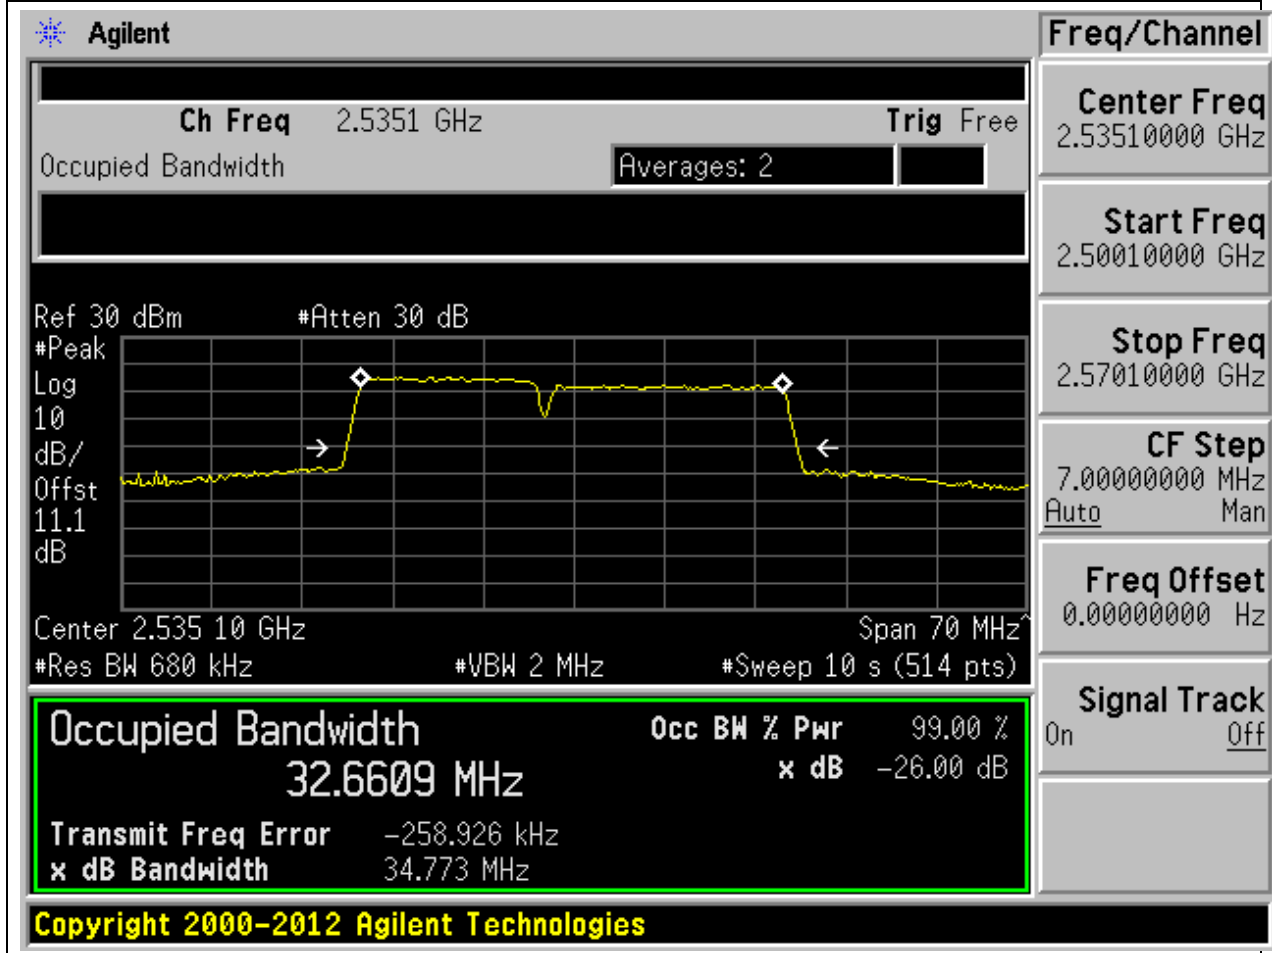 Agilent
Freq/Channel
Ch Freq 2.5351 GHz Trig Free
Occupied Bandwidth Averages: 2
Center Freq
2.53510000 GHz
Start Freq
2.50010000 GHz
Stop Freq
2.57010000 GHz
CF Step
7.00000000 MHz
Auto Man
Freq Offset
0.00000000 Hz
Signal Track
On Off
Ref 30 dBm #Atten 30 dB
#Peak
Log
10
dB/
Offst
11.1
dB
Center 2.535 10 GHz Span 70 MHz^
#Res BW 680 kHz #VBW 2 MHz #Sweep 10 s (514 pts)
Occupied Bandwidth Occ BW % Pwr 99.00 %
32.6609 MHz x dB -26.00 dB
Transmit Freq Error -258.926 kHz
x dB Bandwidth 34.773 MHz
Copyright 2000-2012 Agilent Technologies